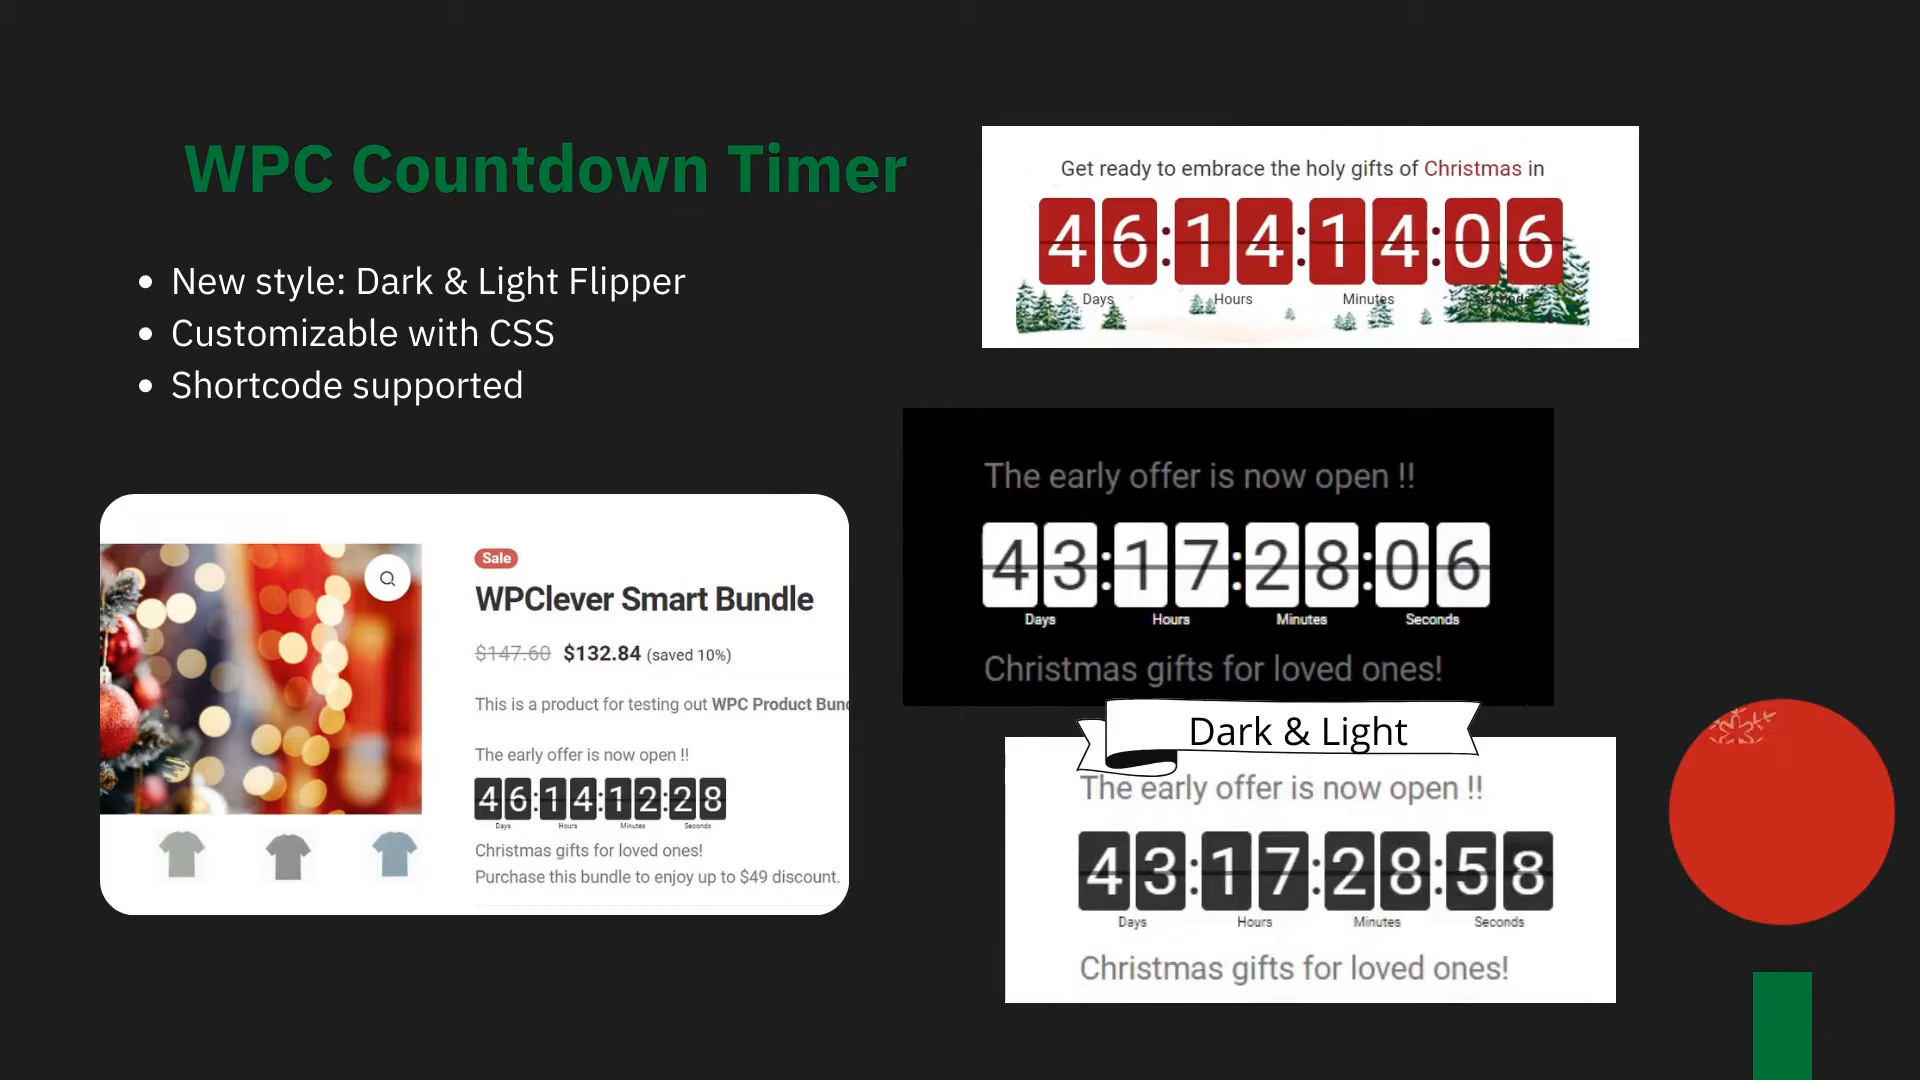 WPC Countdown Timer
• New style: Dark & Light Flipper
• Customizable with CSS
• Shortcode supported
Sale
WPClever Smart Bundle
$147.60 $132.84 (saved 10%)
This is a product for testing out WPC Product
The early offer is now open !!
46:14:12:28
Days Hours Minutes Seconds
Christmas gifts for loved ones!
Purchase this bundle to enjoy up to $49 discount.
Get ready to embrace the holy gifts of Christmas in
46:14:14:06
Days Hours Minutes Seconds
The early offer is now open !!
43:17:28:06
Days Hours Minutes Seconds
Christmas gifts for loved ones!
Dark & Light
The early offer is now open !!
43:17:28:58
Days Hours Minutes Seconds
Christmas gifts for loved ones!